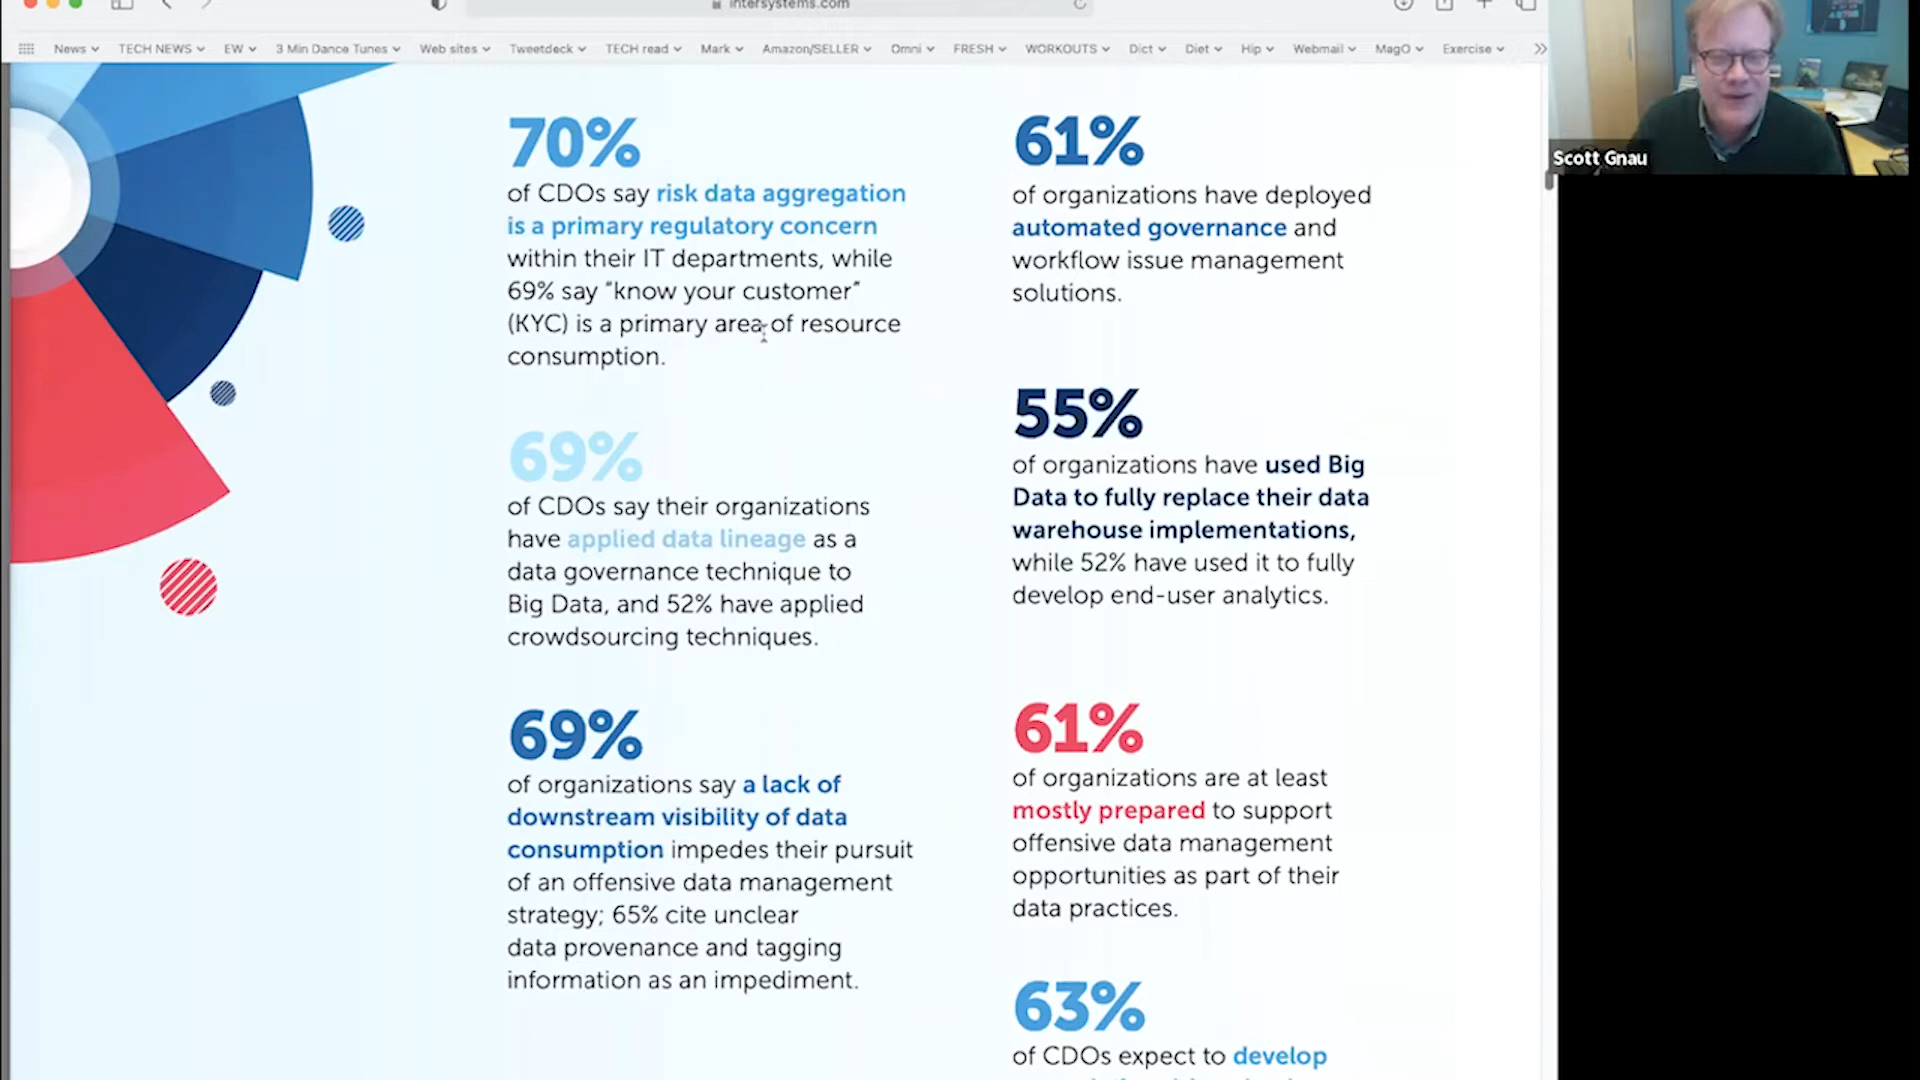 intersystems.com
News
TECH NEWS
EW
3 Min Dance Tunes
Web sites
Tweetdeck
TECH read
Mark
Amazon/SELLER
Omni
FRESH
WORKOUTS
Dict
Diet
Hip
Webmail
MagO
Exercise
Scott Gnau
70%
of CDOs say risk data aggregation
is a primary regulatory concern
within their IT departments, while
69% say “know your customer”
(KYC) is a primary area of resource
consumption.
69%
of CDOs say their organizations
have applied data lineage as a
data governance technique to
Big Data, and 52% have applied
crowdsourcing techniques.
69%
of organizations say a lack of
downstream visibility of data
consumption impedes their pursuit
of an offensive data management
strategy; 65% cite unclear
data provenance and tagging
information as an impediment.
61%
of organizations have deployed
automated governance and
workflow issue management
solutions.
55%
of organizations have used Big
Data to fully replace their data
warehouse implementations,
while 52% have used it to fully
develop end-user analytics.
61%
of organizations are at least
mostly prepared to support
offensive data management
opportunities as part of their
data practices.
63%
of CDOs expect to develop